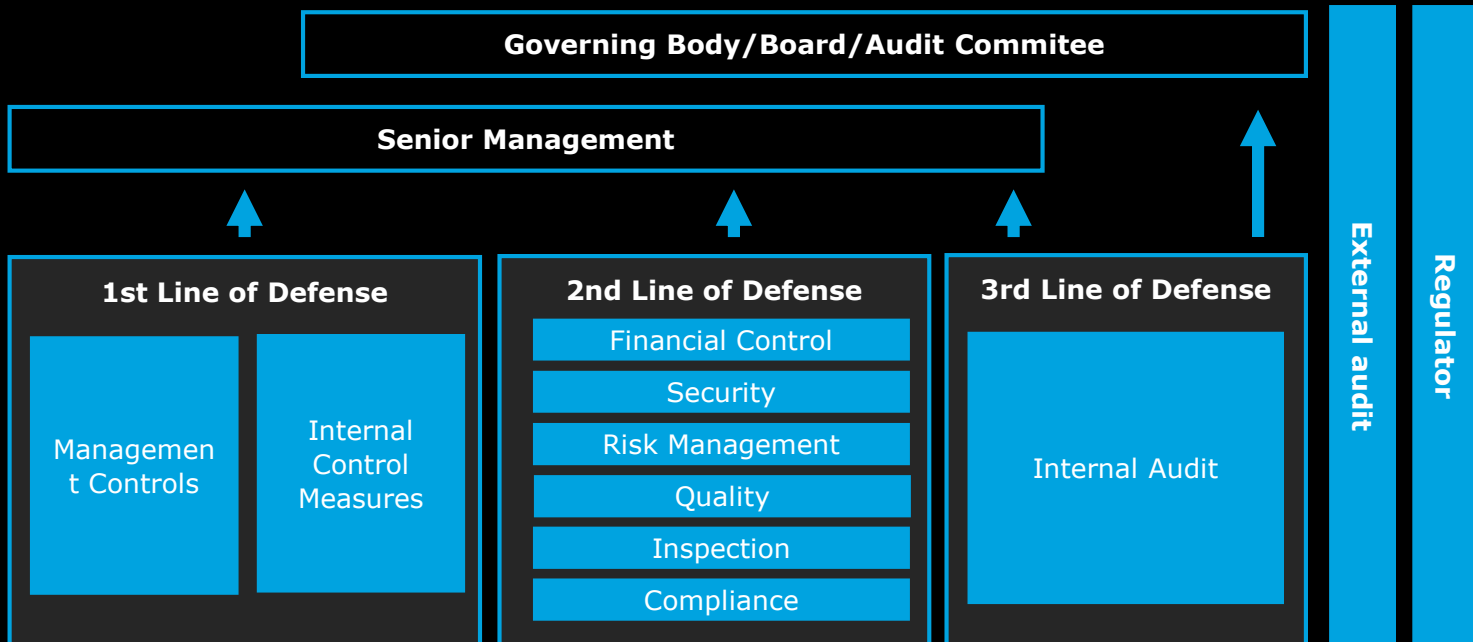 Governing Body/Board/Audit Commitee
Senior Management
1st Line of Defense
Managemen
t Controls
Internal
Control
Measures
2nd Line of Defense
Financial Control
Security
Risk Management
Quality
Inspection
Compliance
3rd Line of Defense
Internal Audit
External audit
Regulator